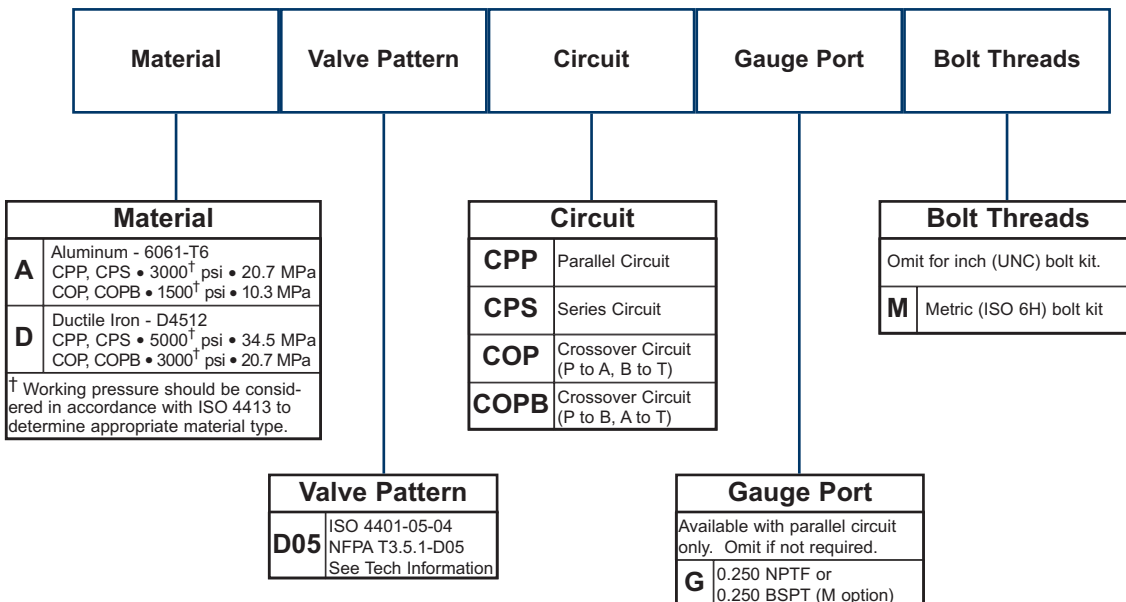 Material
Valve Pattern
Circuit
Gauge Port
Bolt Threads
Material
A
Aluminum - 6061-T6
CPP, CPS • 3000† psi • 20.7 MPa
COP, COPB • 1500† psi • 10.3 MPa
D
Ductile Iron - D4512
CPP, CPS • 5000† psi • 34.5 MPa
COP, COPB • 3000† psi • 20.7 MPa
† Working pressure should be consid-
ered in accordance with ISO 4413 to
determine appropriate material type.
Circuit
CPP
Parallel Circuit
CPS
Series Circuit
COP
Crossover Circuit
(P to A, B to T)
COPB
Crossover Circuit
(P to B, A to T)
Bolt Threads
Omit for inch (UNC) bolt kit.
M
Metric (ISO 6H) bolt kit
Valve Pattern
D05
ISO 4401-05-04
NFPA T3.5.1-D05
See Tech Information
Gauge Port
Available with parallel circuit
only. Omit if not required.
G
0.250 NPTF or
0.250 BSPT (M option)